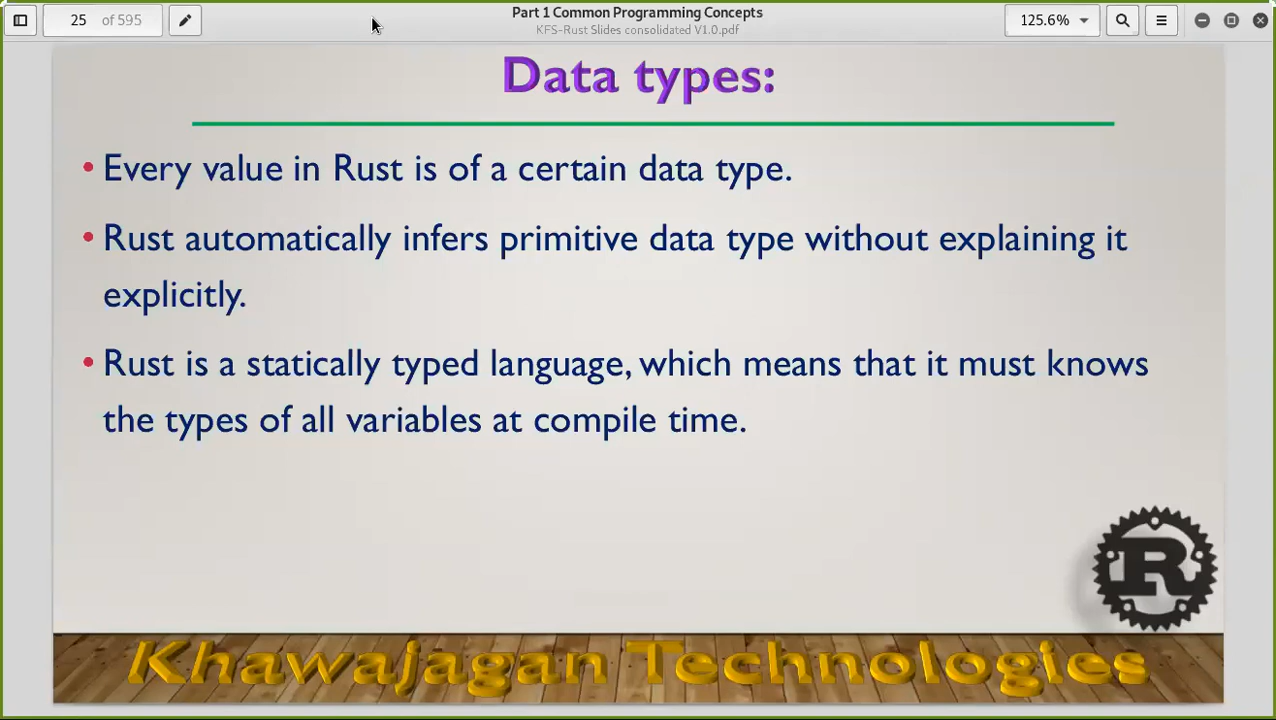 25 of 595
Part 1 Common Programming Concepts
KFS-Rust Slides consolidated V1.0.pdf
125.6%
Data types:
• Every value in Rust is of a certain data type.
• Rust automatically infers primitive data type without explaining it
explicitly.
• Rust is a statically typed language, which means that it must knows
the types of all variables at compile time.
R
Khawajagan Technologies